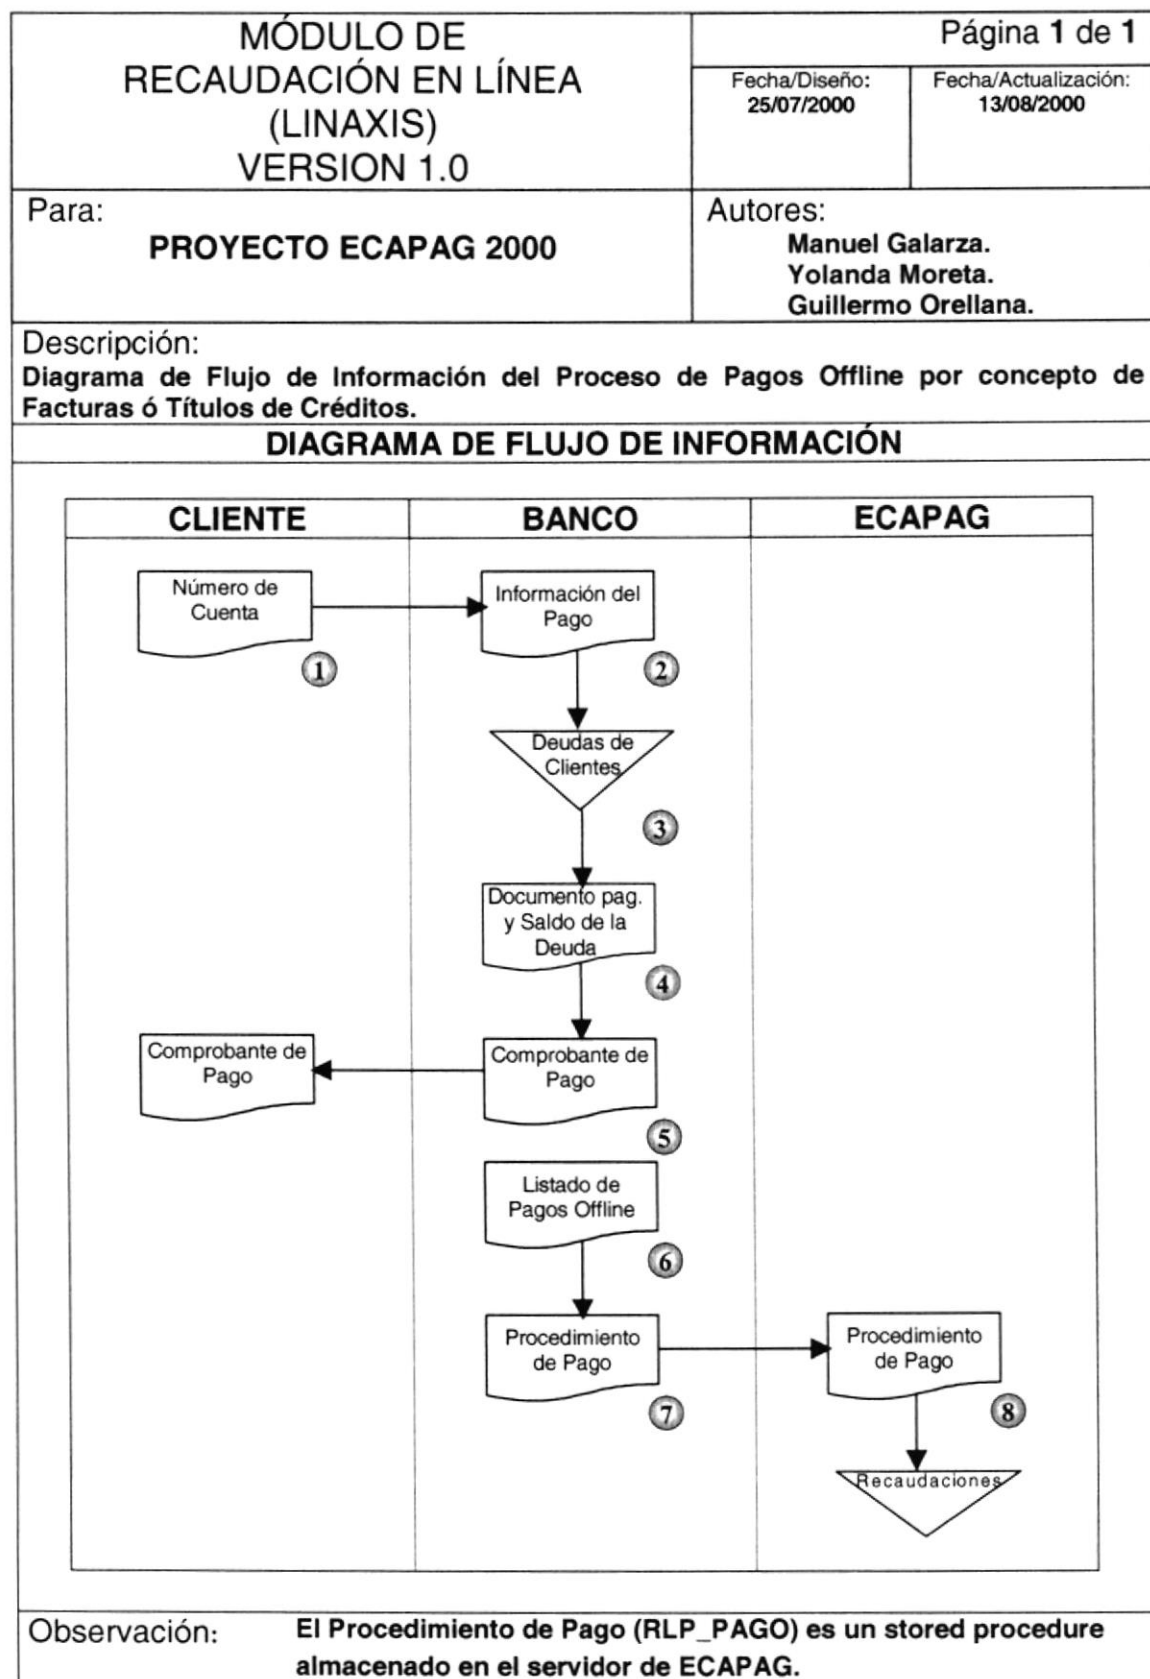 MÓDULO DE
RECAUDACIÓN EN LÍNEA
(LINAXIS)
VERSION 1.0
Página 1 de 1
Fecha/Diseño:
25/07/2000
Fecha/Actualización:
13/08/2000
Para:
PROYECTO ECAPAG 2000
Autores:
Manuel Galarza.
Yolanda Moreta.
Guillermo Orellana.
Descripción:
Diagrama de Flujo de Información del Proceso de Pagos Offline por concepto de
Facturas ó Títulos de Créditos.
DIAGRAMA DE FLUJO DE INFORMACIÓN
CLIENTE
BANCO
ECAPAG
Número de
Cuenta
1
Información del
Pago
2
Deudas de
Clientes
3
Documento pag.
y Saldo de la
Deuda
4
Comprobante de
Pago
Comprobante de
Pago
5
Listado de
Pagos Offline
6
Procedimiento
de Pago
7
Procedimiento
de Pago
8
Recaudaciones
Observación:
El Procedimiento de Pago (RLP_PAGO) es un stored procedure
almacenado en el servidor de ECAPAG.